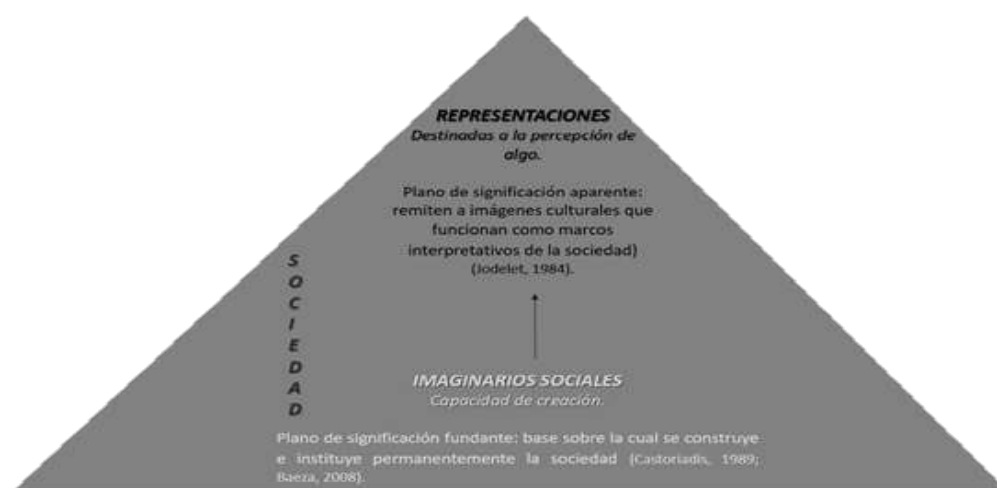 REPRESENTACIONES
Destinadas a la percepción de
algo.
Plano de significación aparente:
remiten a imágenes culturales que
funcionan como marcos
interpretativos de la sociedad)
(Jodelet, 1984).
S
O
C
I
E
D
A
D
IMAGINARIOS SOCIALES
Capacidad de creación.
Plano de significación fundante: base sobre la cual se construye
e instituye permanentemente la sociedad (Castoriadis, 1989;
Baeza, 2008).